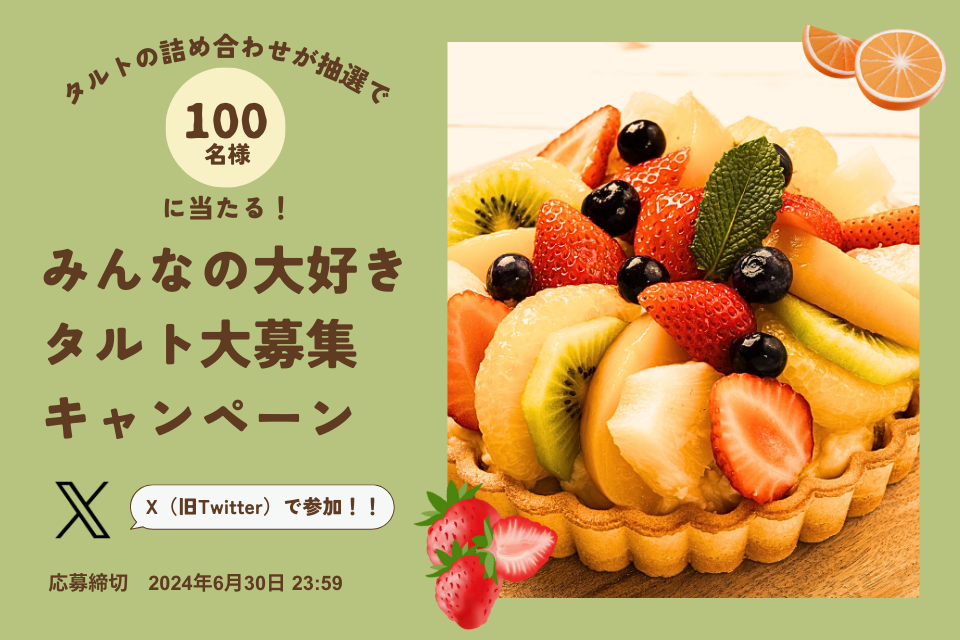 タルトの詰め合わせが抽選で
100
名様
に当たる！
みんなの大好き
タルト大募集
キャンペーン
X（旧Twitter）で参加！！
応募締切　2024年6月30日 23:59